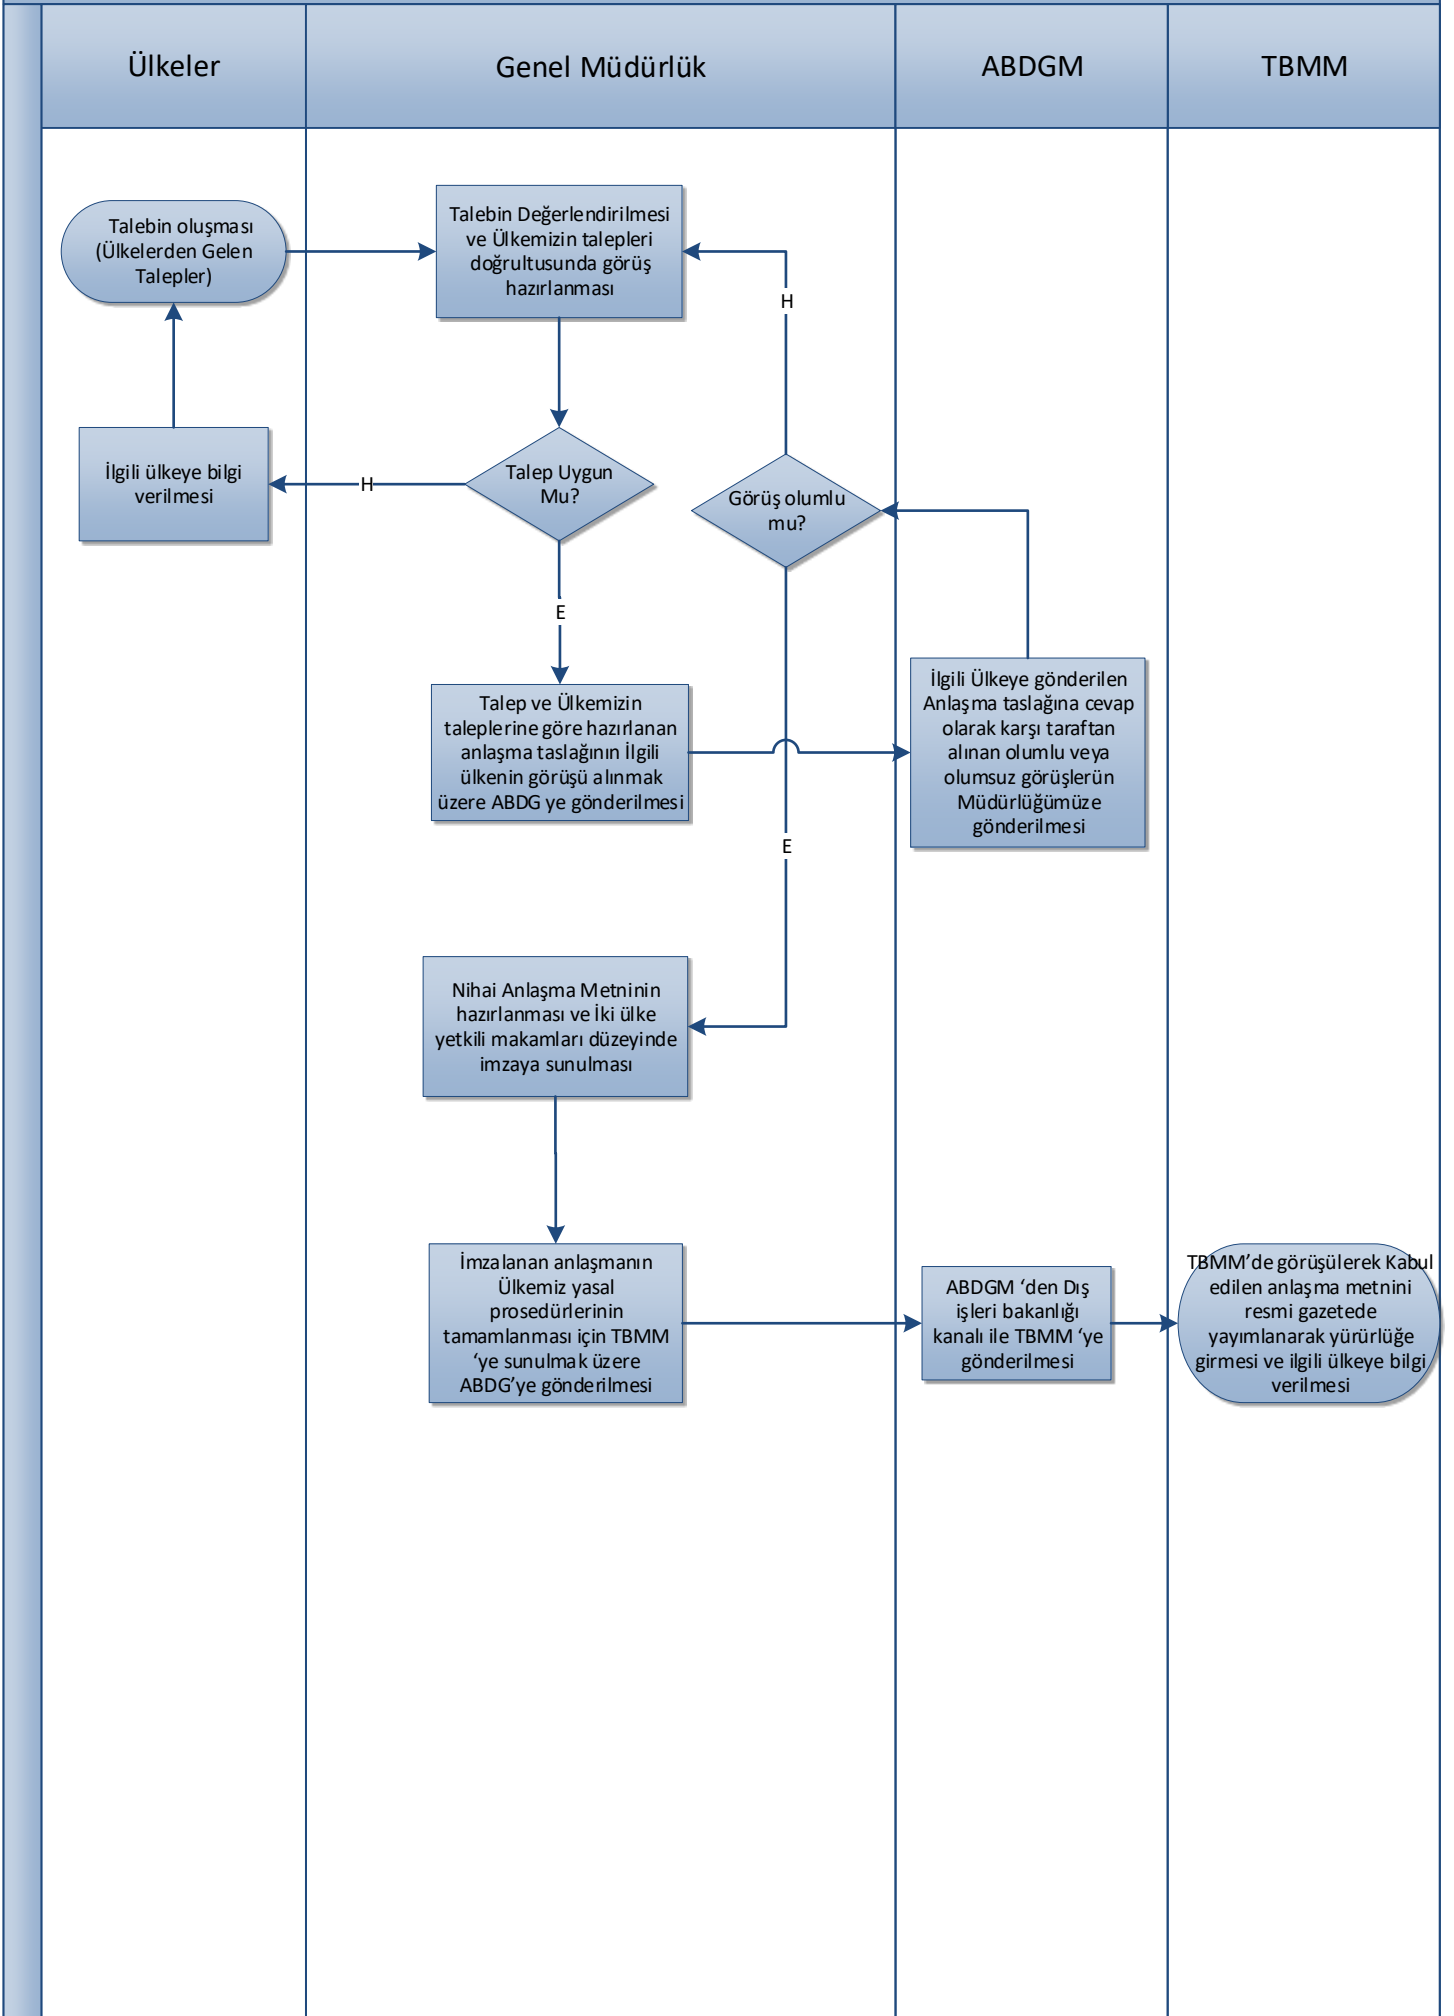 Ülkeler
Genel Müdürlük
ABDGM
TBMM
Talebin oluşması
(Ülkelerden Gelen
Talepler)
Talebin Değerlendirilmesi
ve Ülkemizin talepleri
doğrultusunda görüş
hazırlanması
H
İlgili ülkeye bilgi
verilmesi
H
Talep Uygun
Mu?
Görüş olumlu
mu?
E
Talep ve Ülkemizin
taleplerine göre hazırlanan
anlaşma taslağının İlgili
ülkenin görüşü alınmak
üzere ABDG ye gönderilmesi
İlgili Ülkeye gönderilen
Anlaşma taslağına cevap
olarak karşı taraftan
alınan olumlu veya
olumsuz görüşlerün
Müdürlüğümüze
gönderilmesi
E
Nihai Anlaşma Metninin
hazırlanması ve İki ülke
yetkili makamları düzeyinde
imzaya sunulması
İmzalanan anlaşmanın
Ülkemiz yasal
prosedürlerinin
tamamlanması için TBMM
‘ye sunulmak üzere
ABDG’ye gönderilmesi
ABDGM ‘den Dış
işleri bakanlığı
kanalı ile TBMM ‘ye
gönderilmesi
TBMM’de görüşülerek Kabul
edilen anlaşma metnini
resmi gazetede
yayımlanarak yürürlüğe
girmesi ve ilgili ülkeye bilgi
verilmesi